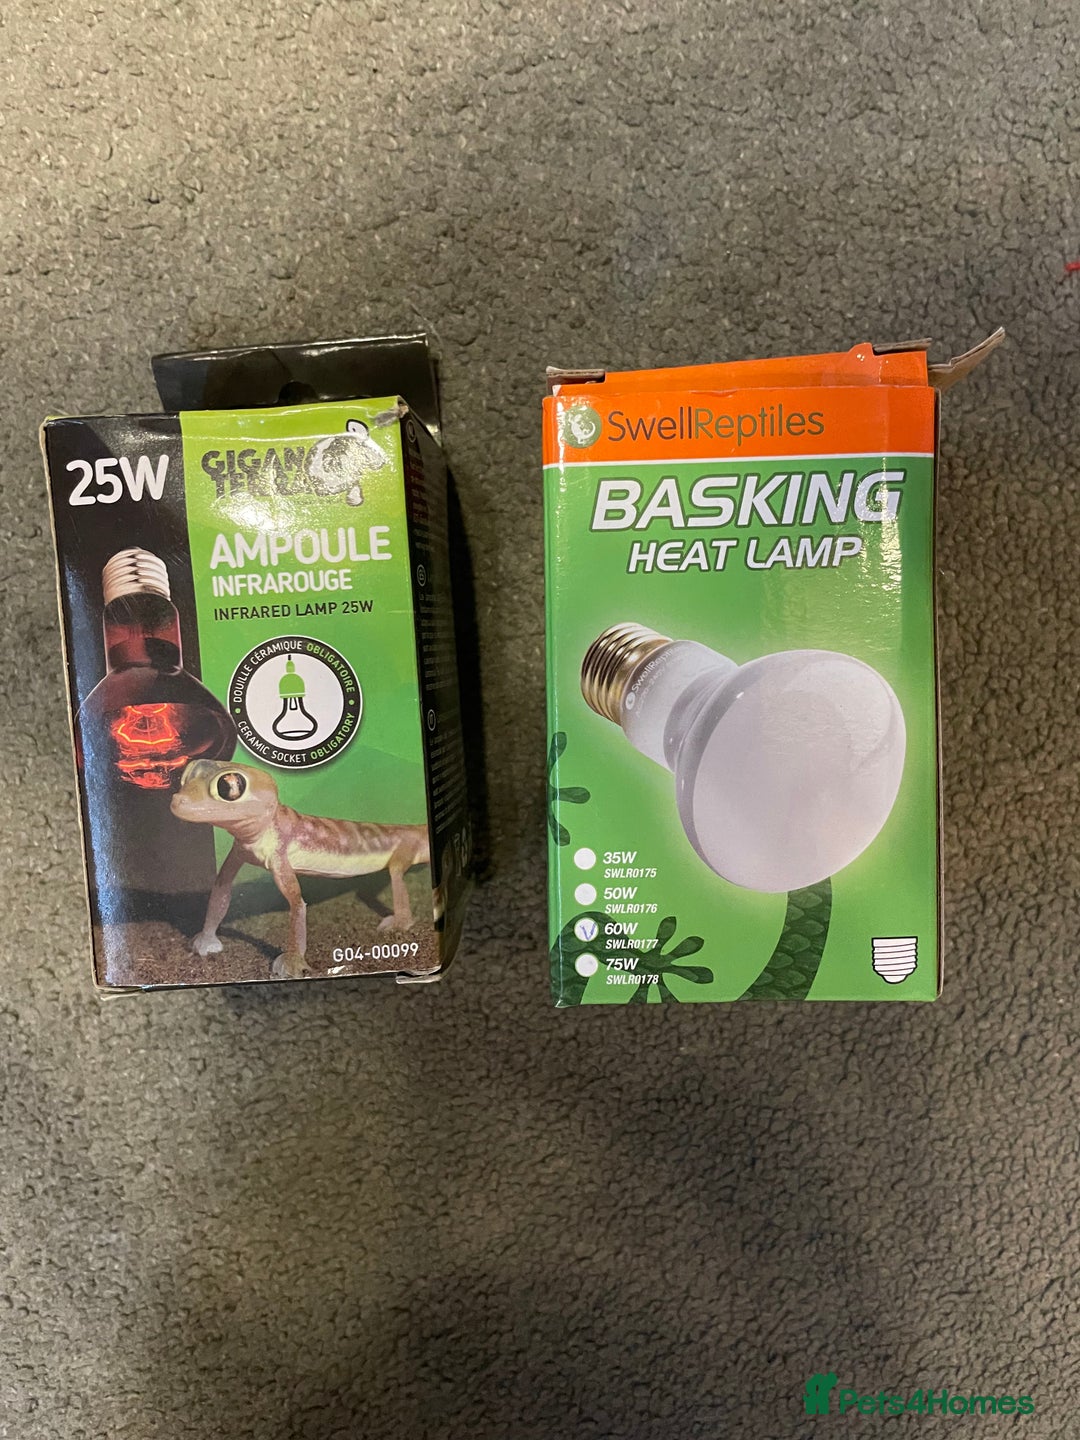 25W
AMPOULE
INFRAROUGE
INFRARED LAMP 25W
DOUILLE CÉRAMIQUE OBLIGATOIRE
CERAMIC SOCKET OBLIGATORY
G04-00099
SwellReptiles
BASKING
HEAT LAMP
SwellRepti
35W
SWLR0175
50W
SWLR0176
60W
SWLR0177
75W
SWLR0178
Pets4Homes